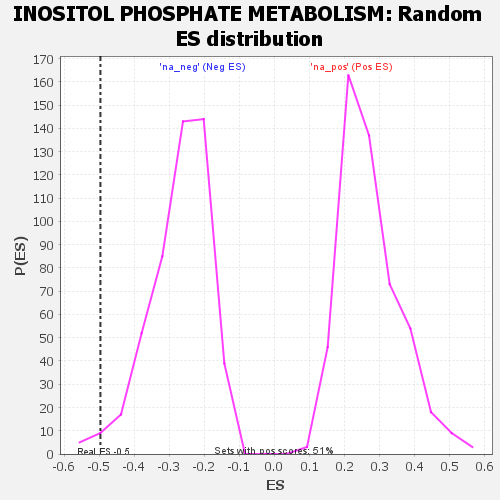 INOSITOL PHOSPHATE METABOLISM: Random
ES distribution
'na_neg' (Neg ES)
'na_pos' (Pos ES)
170
160
150
140
130
120
110
100
90
80
70
60
50
40
30
20
10
0
P(ES)
Real ES -0.5
Sets with pos scores: 51%
-0.6 -0.5 -0.4 -0.3 -0.2 -0.1 0.0 0.1 0.2 0.3 0.4 0.5 0.6
ES